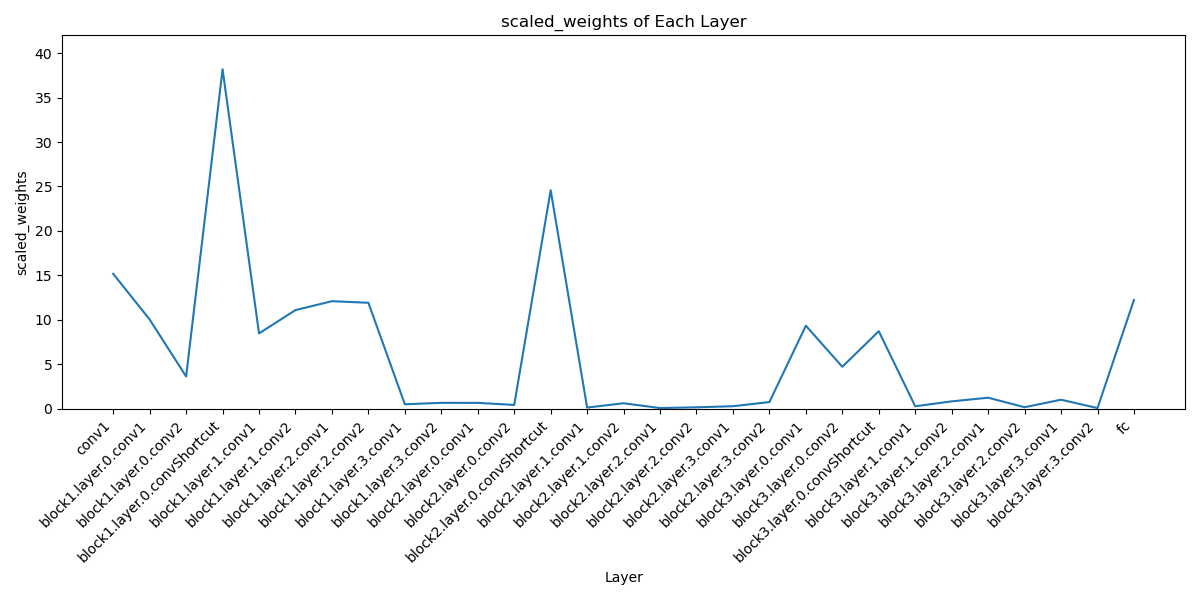 scaled_weights of Each Layer
scaled_weights
40
35
30
25
20
15
10
5
0
conv1
block1.layer.0.conv1
block1.layer.0.conv2
block1.layer.0.convShortcut
block1.layer.1.conv1
block1.layer.1.conv2
block1.layer.2.conv1
block1.layer.2.conv2
block1.layer.3.conv1
block1.layer.3.conv2
block2.layer.0.conv1
block2.layer.0.conv2
block2.layer.0.convShortcut
block2.layer.1.conv1
block2.layer.1.conv2
block2.layer.2.conv1
block2.layer.2.conv2
block2.layer.3.conv1
block2.layer.3.conv2
block3.layer.0.conv1
block3.layer.0.conv2
block3.layer.0.convShortcut
block3.layer.1.conv1
block3.layer.1.conv2
block3.layer.2.conv1
block3.layer.2.conv2
block3.layer.3.conv1
block3.layer.3.conv2
fc
Layer